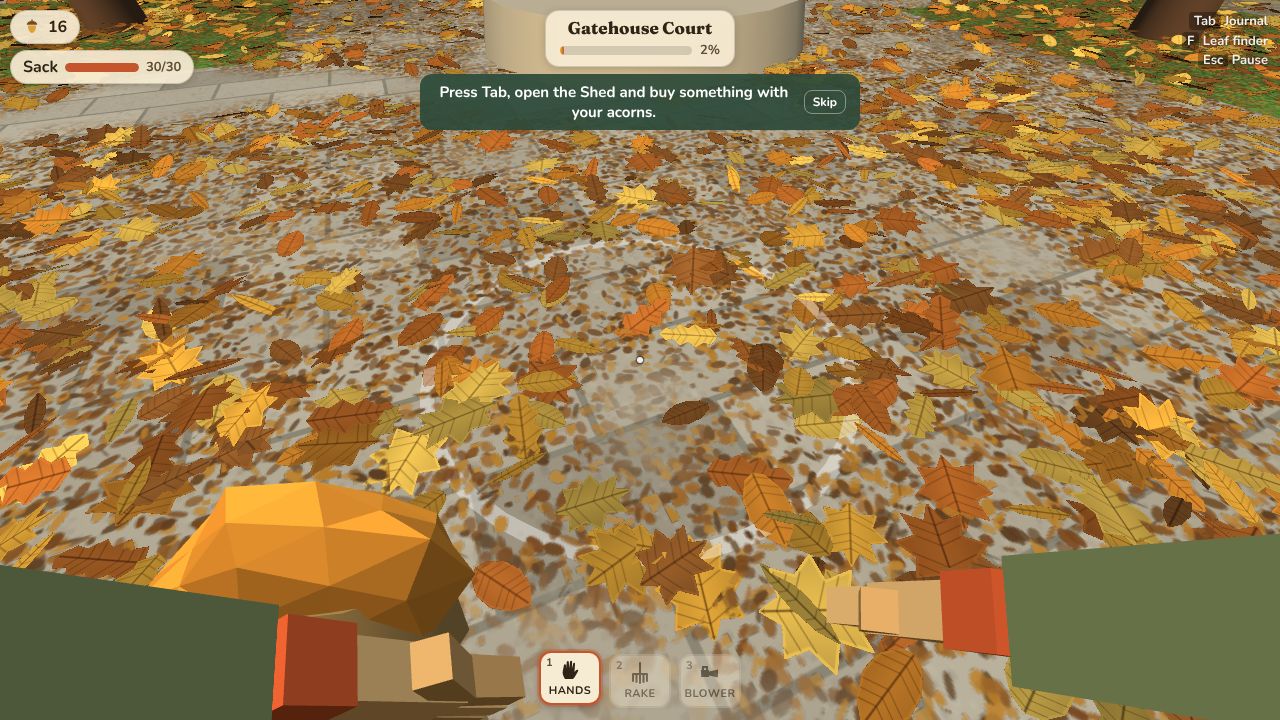 16
Sack 30/30
Gatehouse Court
2%
Press Tab, open the Shed and buy something with
your acorns.
Skip
Tab Journal
F Leaf finder
Esc Pause
1
HANDS
2
RAKE
3
BLOWER